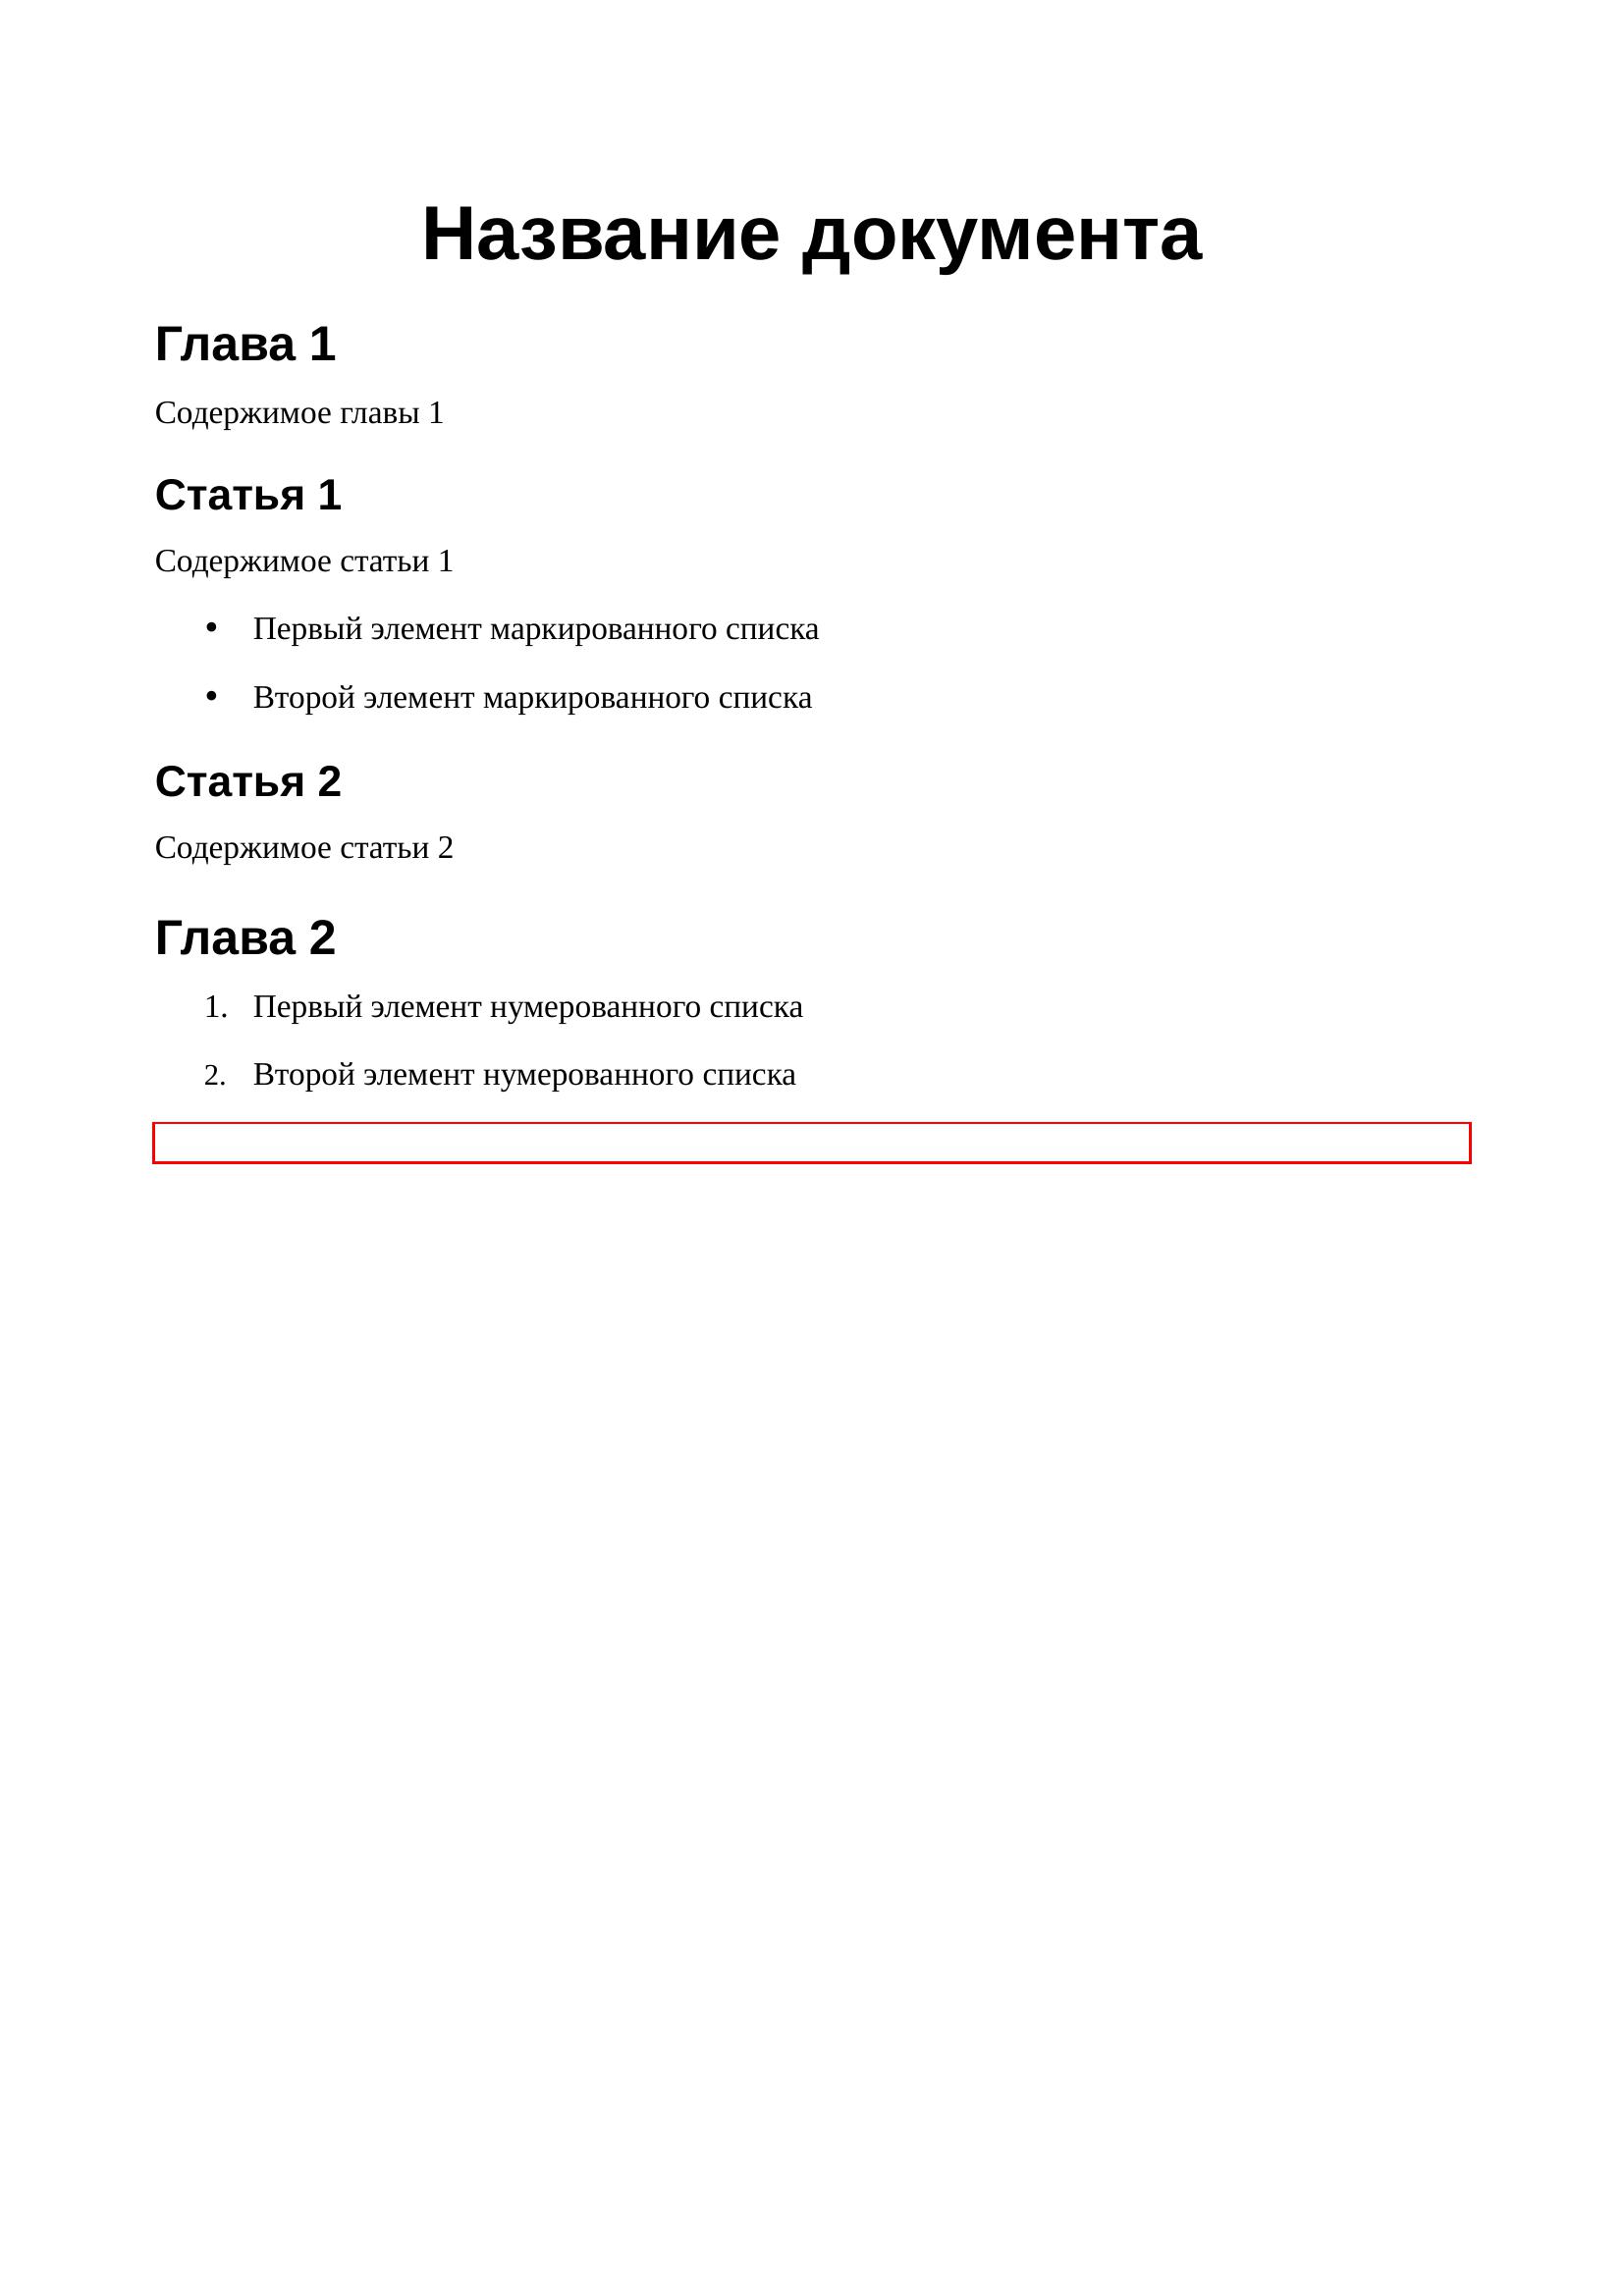 Название документа
Глава 1
Содержимое главы 1
Статья 1
Содержимое статьи 1
• Первый элемент маркированного списка
• Второй элемент маркированного списка
Статья 2
Содержимое статьи 2
Глава 2
1. Первый элемент нумерованного списка
2. Второй элемент нумерованного списка